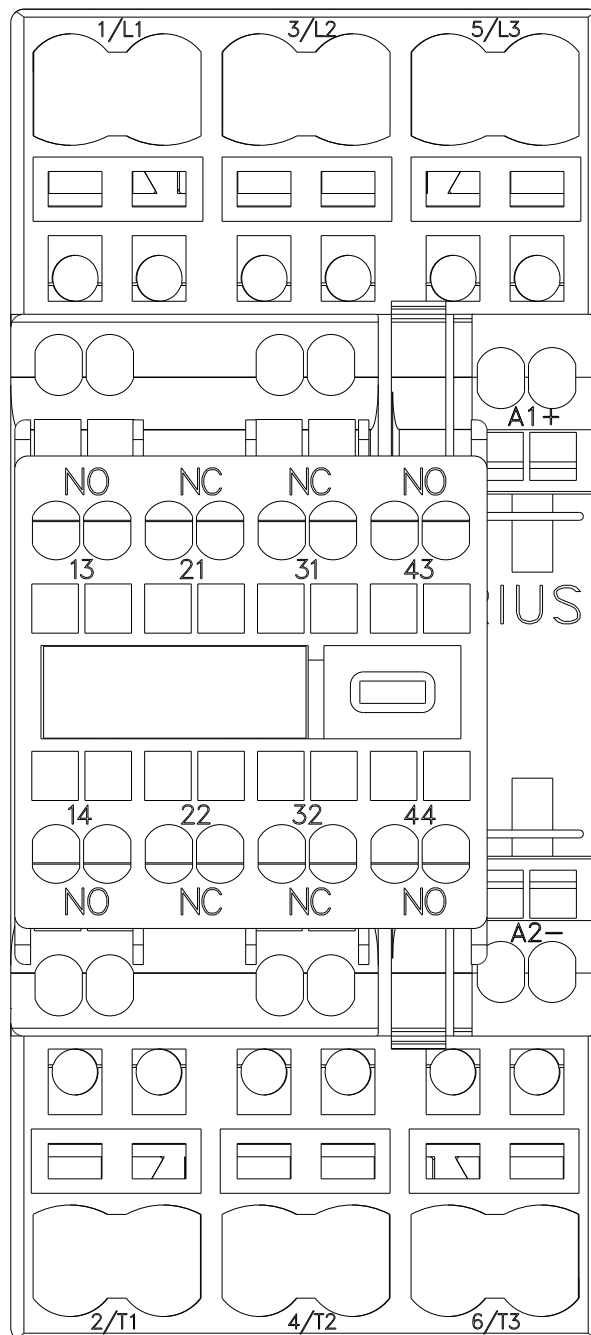 1/L1 3/L2 5/L3
A1+
NO NC NC NO
13 21 31 43
RIUS
14 22 32 44
NO NC NC NO
A2-
2/T1 4/T2 6/T3